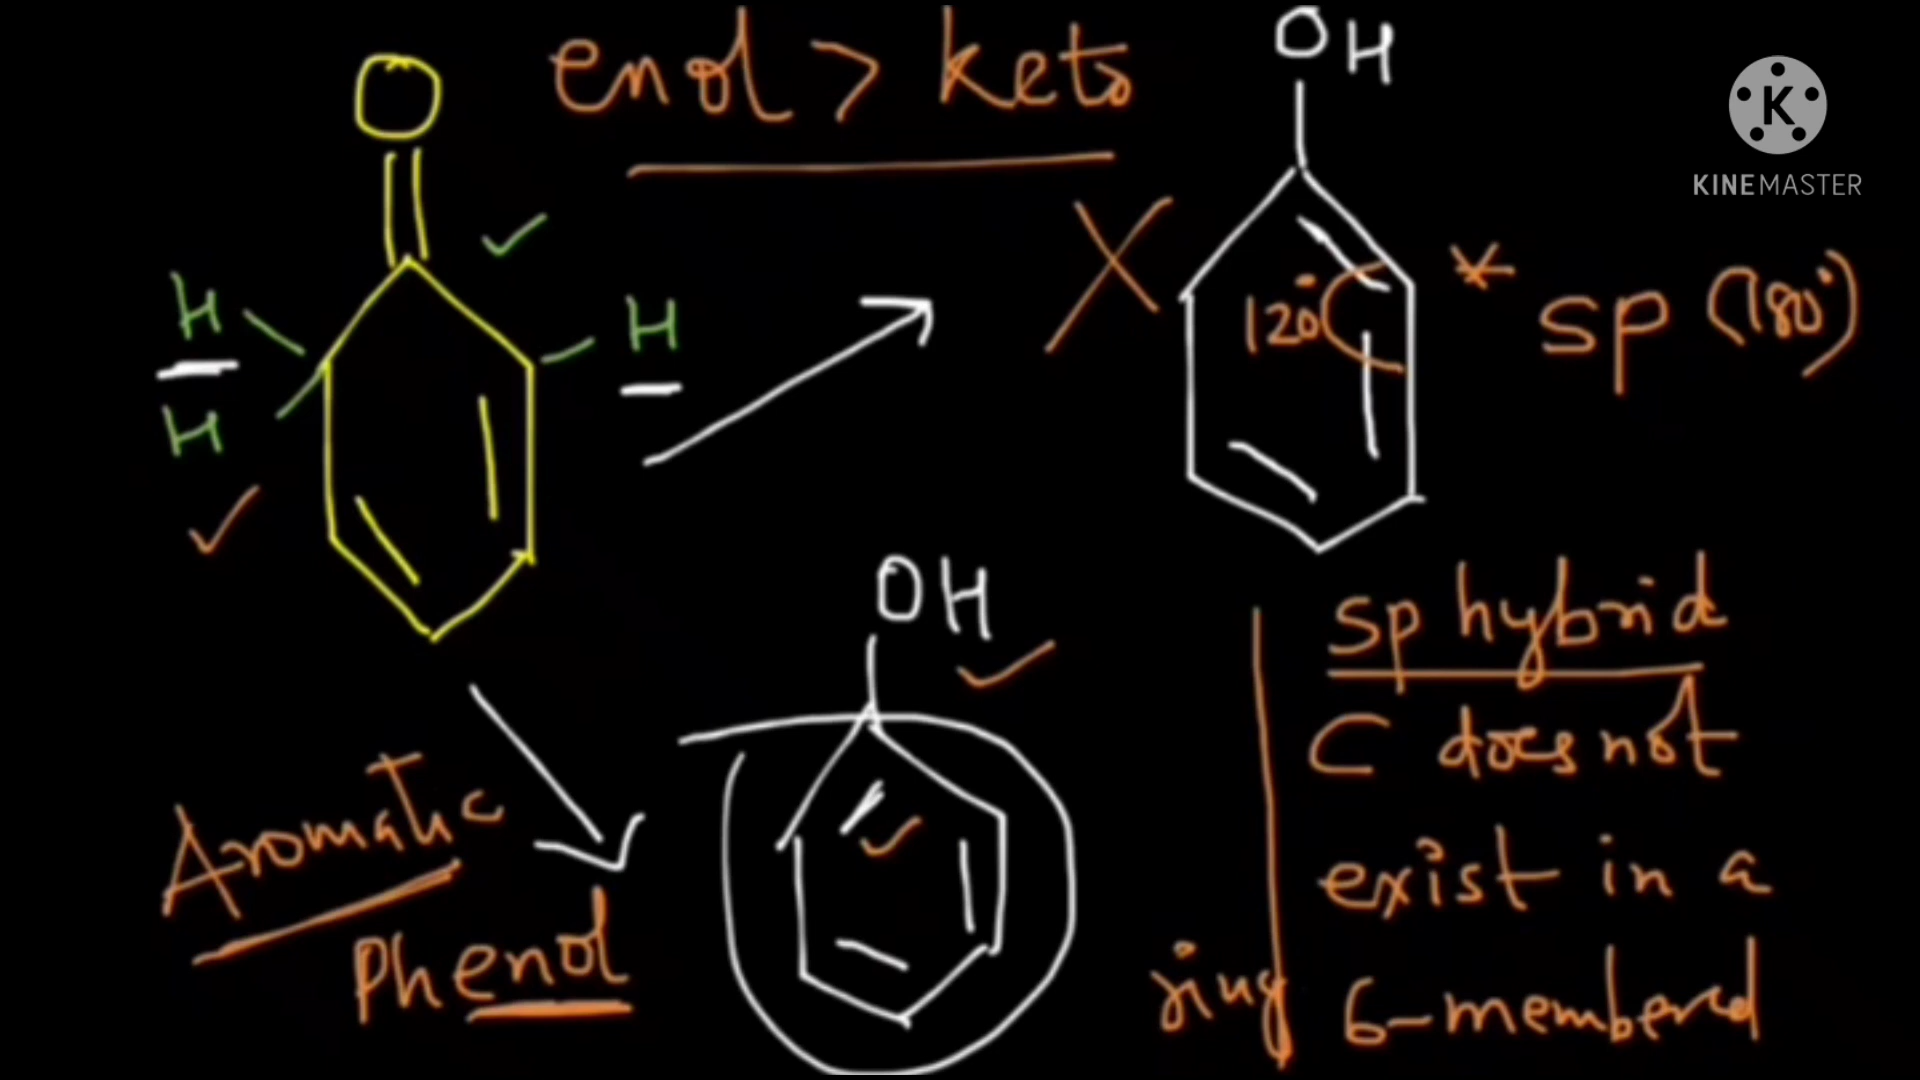 O
enol > keto
OH
K
KINEMASTER
H
H
H
120°
* sp (180°)
OH
Aromatic
Phenol
sp hybrid
C does not
exist in a
6-membered
ring